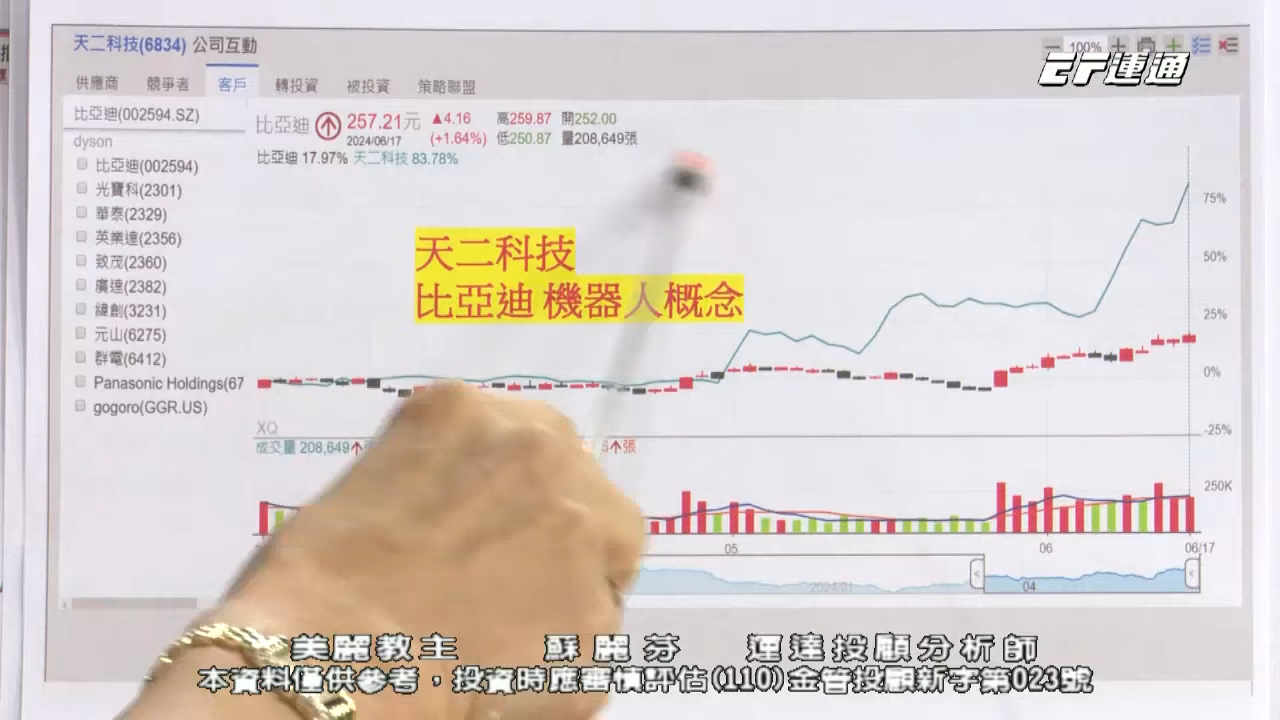 天二科技(6834) 公司互動
100%
EF運通
供應商 競爭者 客戶 轉投資 被投資 策略聯盟
比亞迪(002594.SZ)
dyson
比亞迪(002594)
光寶科(2301)
華泰(2329)
英業達(2356)
致茂(2360)
廣達(2382)
緯創(3231)
元山(6275)
群電(6412)
Panasonic Holdings(67
gogoro(GGR.US)
比亞迪 257.21元 ▲4.16 高259.87 開252.00
2024/06/17 (+1.64%) 低250.87 量208,649張
比亞迪 17.97% 天二科技 83.78%
天二科技
比亞迪 機器人概念
75%
50%
25%
0%
-25%
XQ
成交量 208,649↑
↑張
250K
05 06 06/17
2024/01 04
美麗教主 蘇麗芬 運達投顧分析師
本資料僅供參考，投資時應審慎評估(110)金管投顧新字第023號